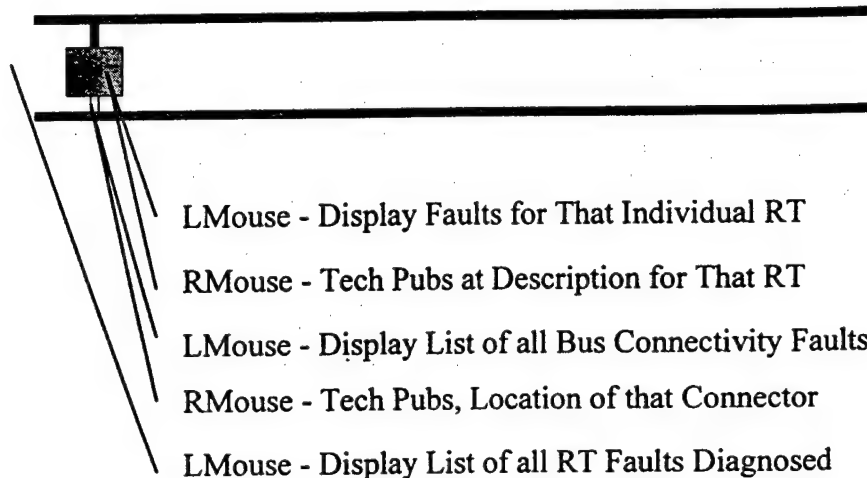 LMouse - Display Faults for That Individual RT
RMouse - Tech Pubs at Description for That RT
LMouse - Display List of all Bus Connectivity Faults
RMouse - Tech Pubs, Location of that Connector
LMouse - Display List of all RT Faults Diagnosed